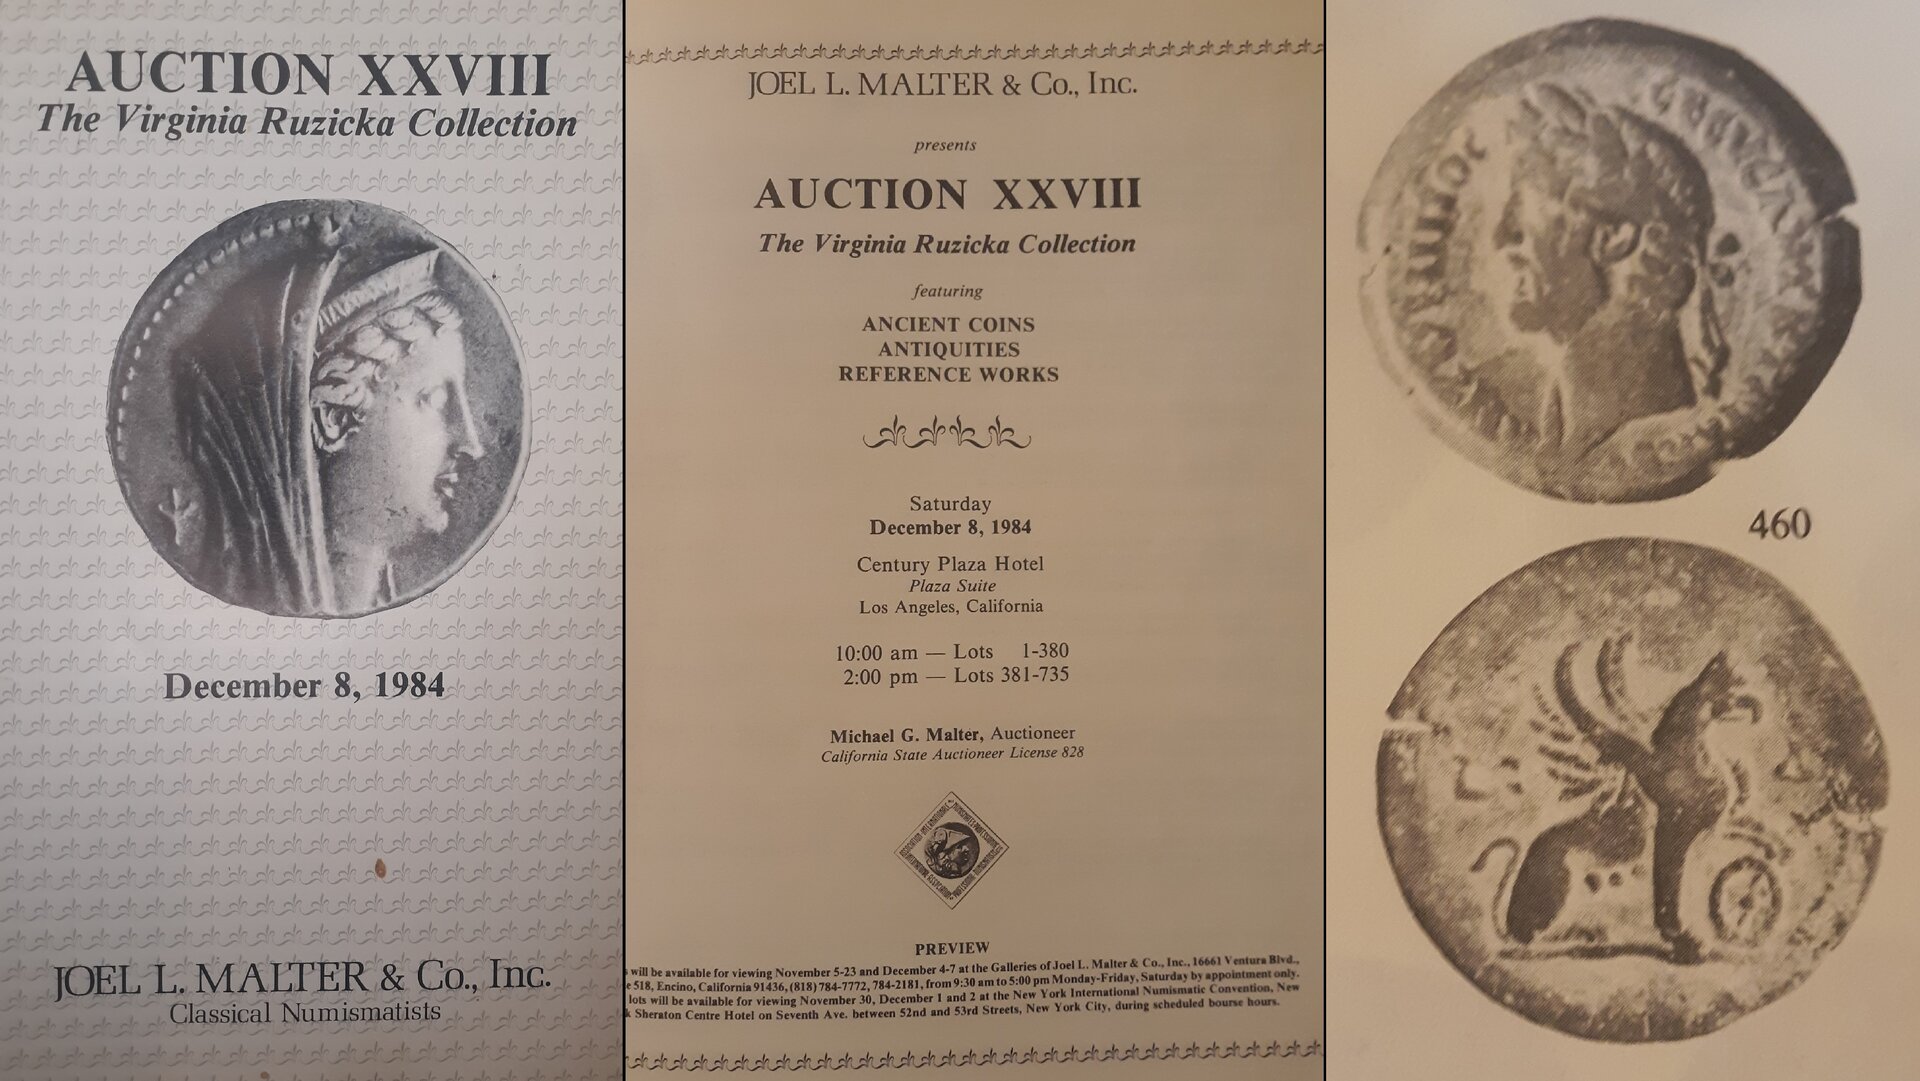 AUCTION XXVIII
The Virginia Ruzicka Collection
December 8, 1984
JOEL L. MALTER & Co., Inc.
Classical Numismatists
JOEL L. MALTER & Co., Inc.
presents
AUCTION XXVIII
The Virginia Ruzicka Collection
featuring
ANCIENT COINS
ANTIQUITIES
REFERENCE WORKS
Saturday
December 8, 1984
Century Plaza Hotel
Plaza Suite
Los Angeles, California
10:00 am — Lots 1-380
2:00 pm — Lots 381-735
Michael G. Malter, Auctioneer
California State Auctioneer License 828
PREVIEW
will be available for viewing November 5-23 and December 4-7 at the Galleries of Joel L. Malter & Co., Inc., 16661 Ventura Blvd.,
518, Encino, California 91436, (818) 784-7772, 784-2181, from 9:30 am to 5:00 pm Monday-Friday, Saturday by appointment only.
lots will be available for viewing November 30, December 1 and 2 at the New York International Numismatic Convention, New
Sheraton Centre Hotel on Seventh Ave. between 52nd and 53rd Streets, New York City, during scheduled bourse hours.
460